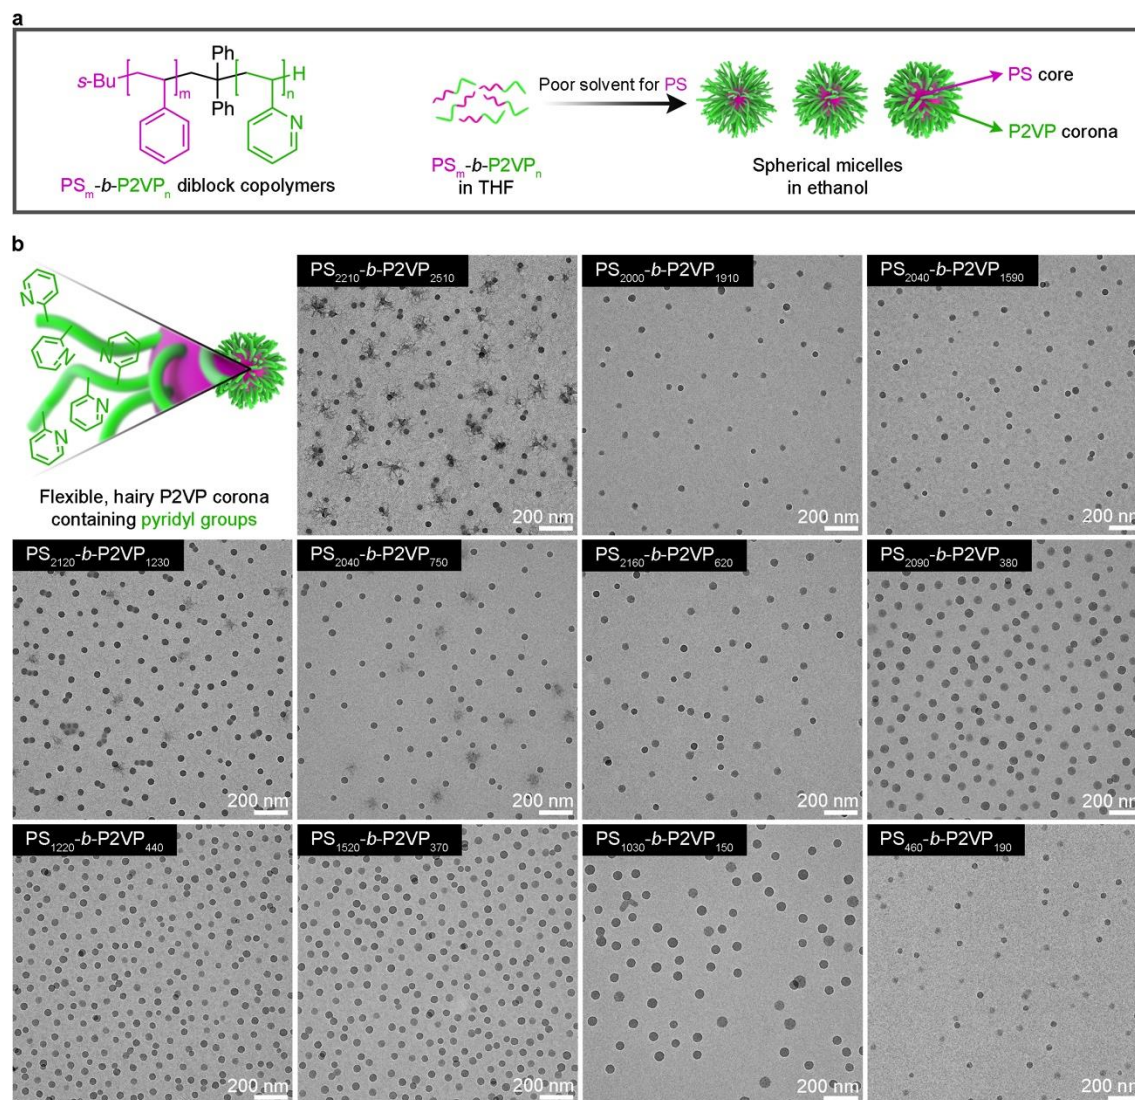 a
s-Bu
m
Ph
Ph
n
H
N
PSm-b-P2VPn diblock copolymers
PSm-b-P2VPn
in THF
Poor solvent for PS
PS core
P2VP corona
Spherical micelles
in ethanol
b
N
N
N
N
N
Flexible, hairy P2VP corona
containing pyridyl groups
PS2210-b-P2VP2510
200 nm
PS2000-b-P2VP1910
200 nm
PS2040-b-P2VP1590
200 nm
PS2120-b-P2VP1230
200 nm
PS2040-b-P2VP750
200 nm
PS2160-b-P2VP620
200 nm
PS2090-b-P2VP380
200 nm
PS1220-b-P2VP440
200 nm
PS1520-b-P2VP370
200 nm
PS1030-b-P2VP150
200 nm
PS460-b-P2VP190
200 nm